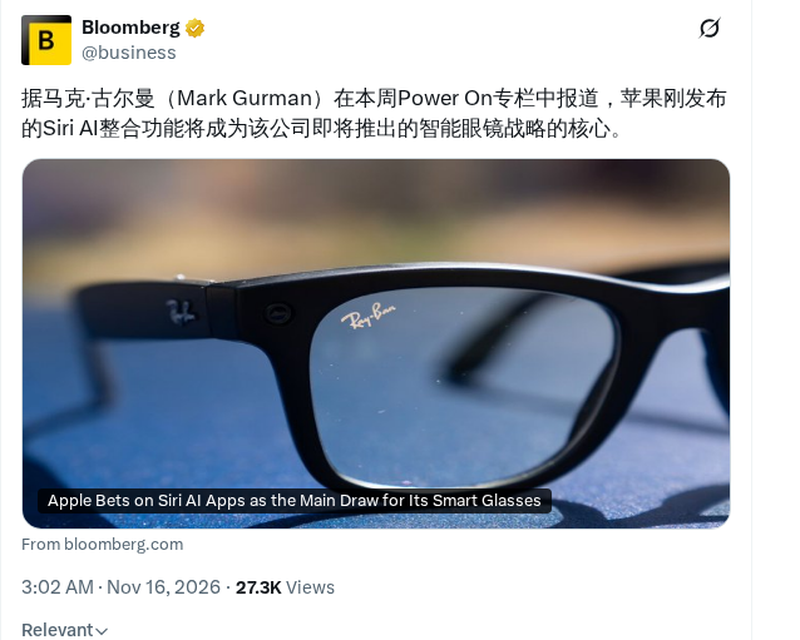 B
Bloomberg
@business
据马克·古尔曼（Mark Gurman）在本周Power On专栏中报道，苹果刚发布
的Siri AI整合功能将成为该公司即将推出的智能眼镜战略的核心。
Ray-Ban
Apple Bets on Siri AI Apps as the Main Draw for Its Smart Glasses
From bloomberg.com
3:02 AM · Nov 16, 2026 · 27.3K Views
Relevant